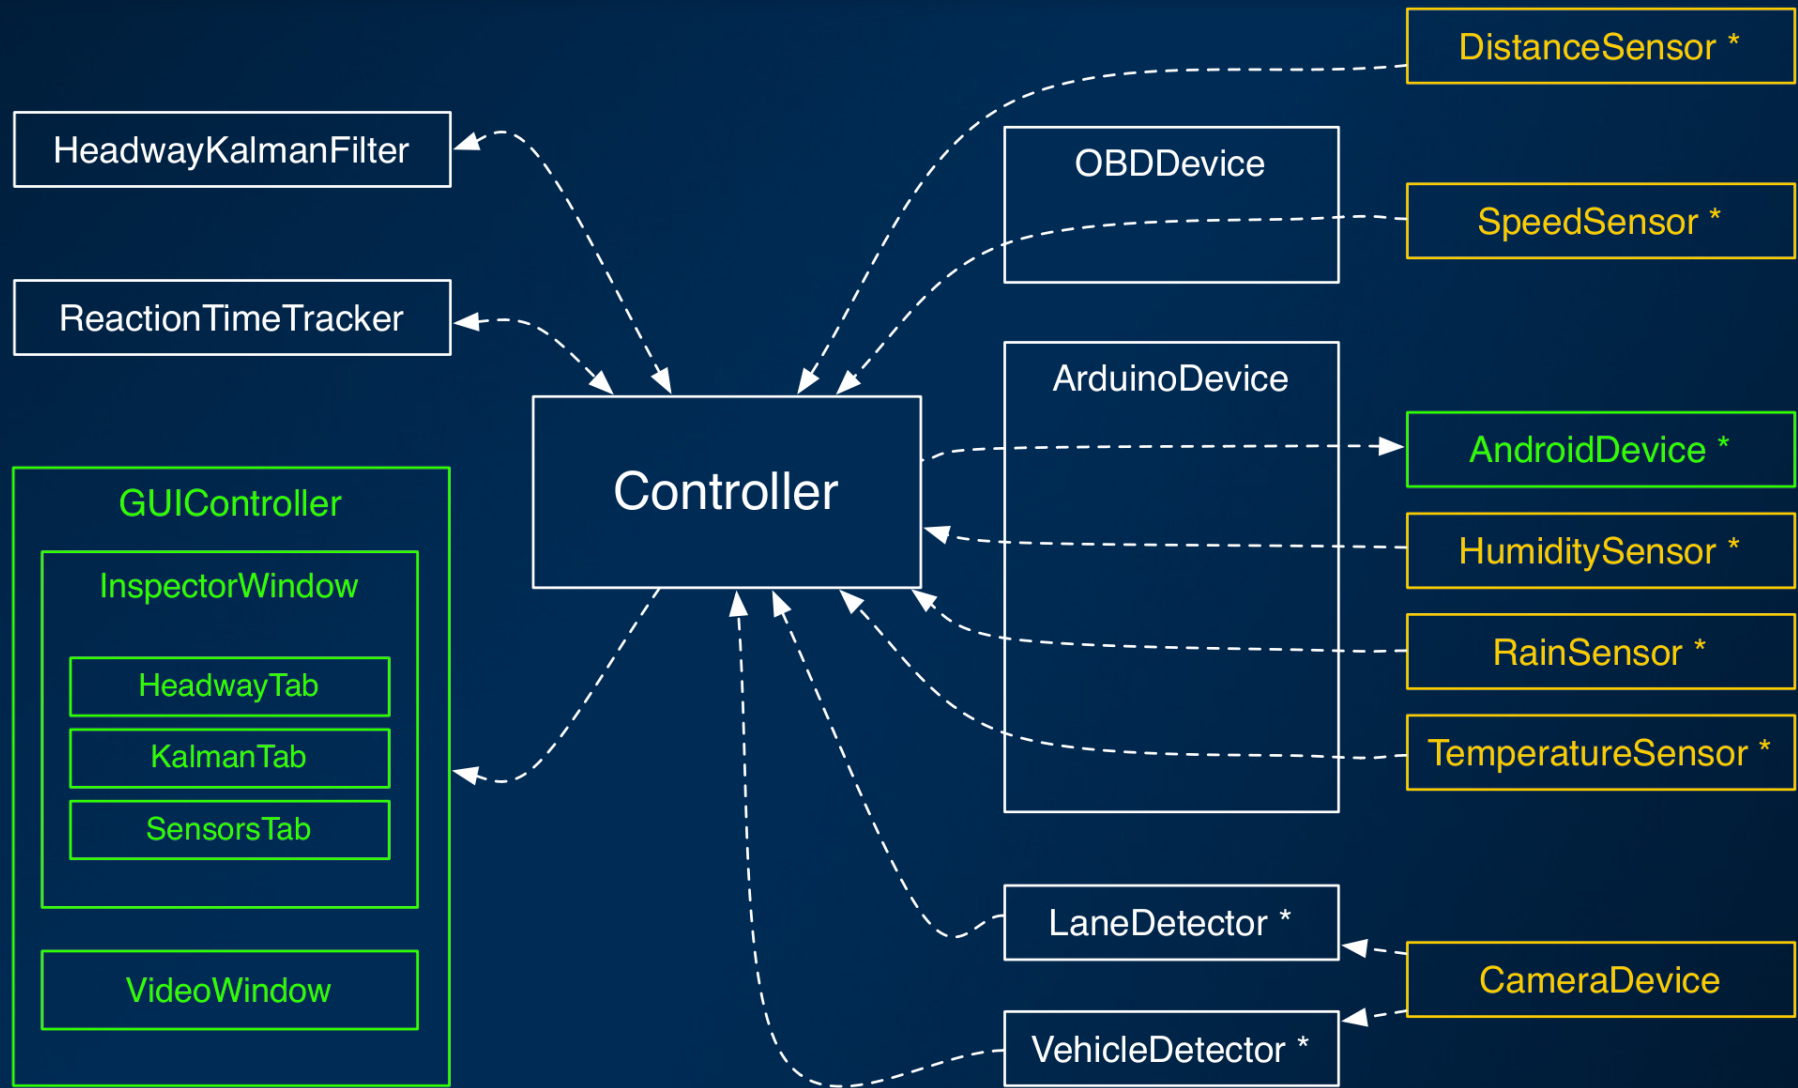 DistanceSensor *
HeadwayKalmanFilter
OBDDevice
SpeedSensor *
ReactionTimeTracker
ArduinoDevice
Controller
AndroidDevice *
GUIController
HumiditySensor *
InspectorWindow
RainSensor *
HeadwayTab
KalmanTab
TemperatureSensor *
SensorsTab
LaneDetector *
VideoWindow
CameraDevice
VehicleDetector *